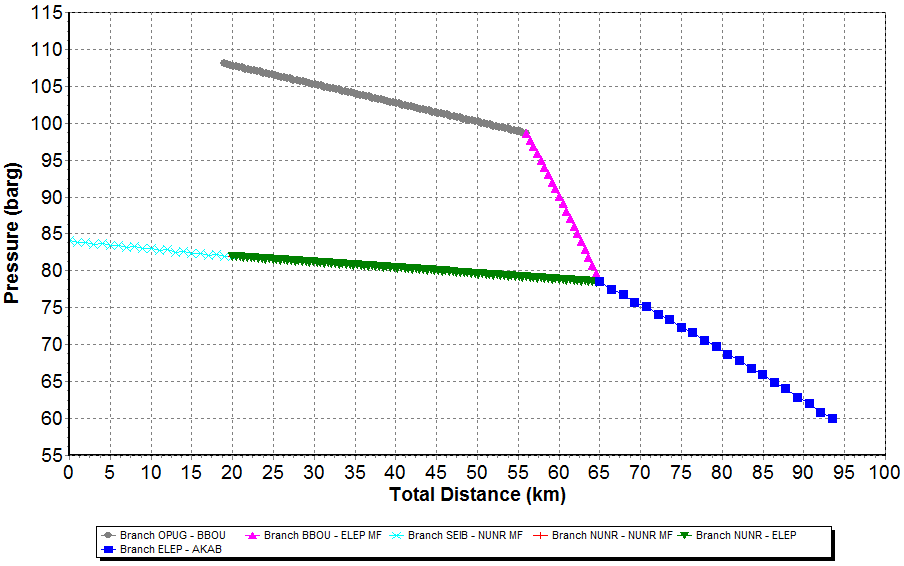 115
110
105
100
95
90
85
80
75
70
65
60
55
Pressure (barg)
0 5 10 15 20 25 30 35 40 45 50 55 60 65 70 75 80 85 90 95 100
Total Distance (km)
Branch OPUG - BBOU Branch BBOU - ELEP MF Branch SEIB - NUNR MF Branch NUNR - NUNR MF Branch NUNR - ELEP
Branch ELEP - AKAB